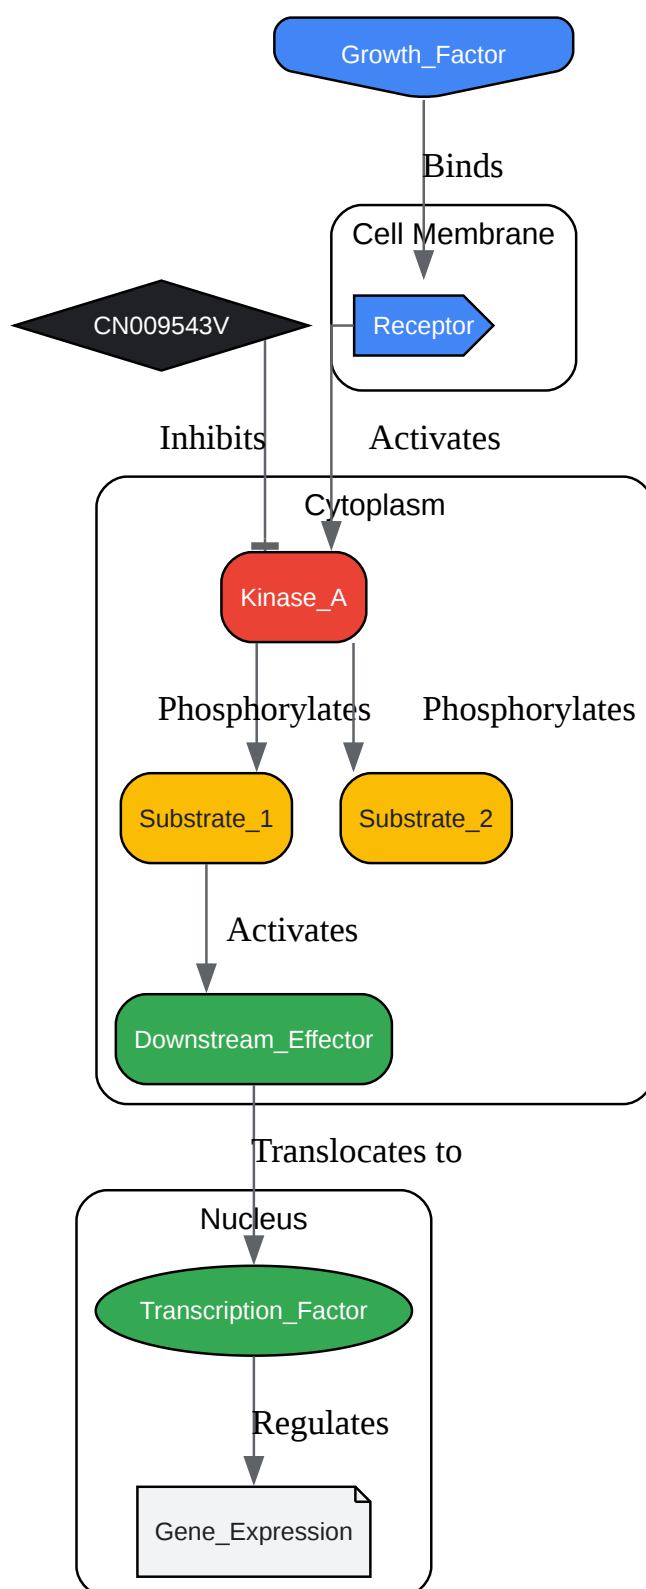 Growth_Factor
Binds
Cell Membrane
CN009543V
Receptor
Inhibits
Activates
Cytoplasm
Kinase_A
Phosphorylates
Phosphorylates
Substrate_1
Substrate_2
Activates
Downstream_Effector
Translocates to
Nucleus
Transcription_Factor
Regulates
Gene_Expression